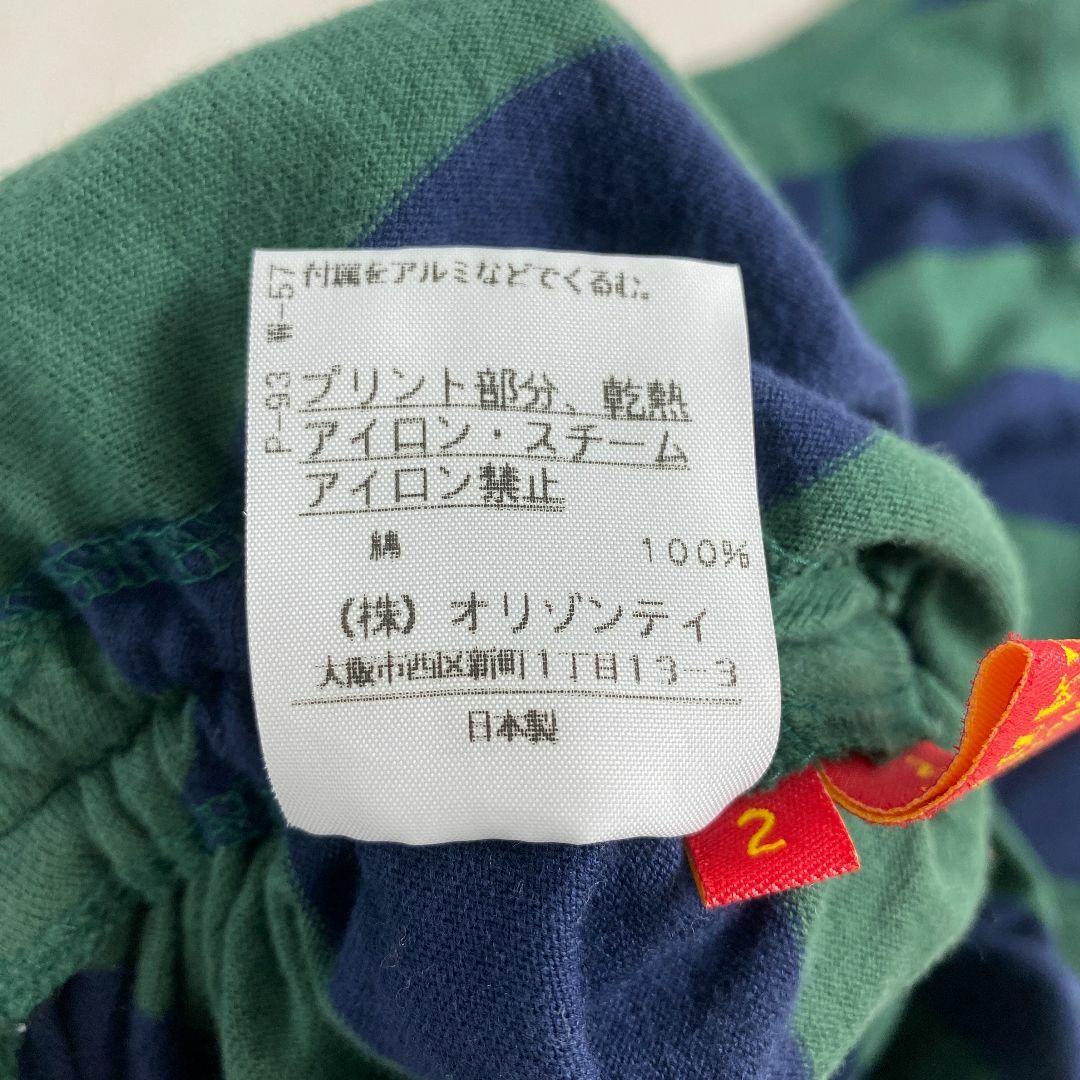 付属をアルミなどでくるむ。
プリント部分、乾熱
アイロン・スチーム
アイロン禁止
綿 100%
(株) オリゾンティ
大阪市西区新町1丁目13-3
日本製
P-93 W-57
2